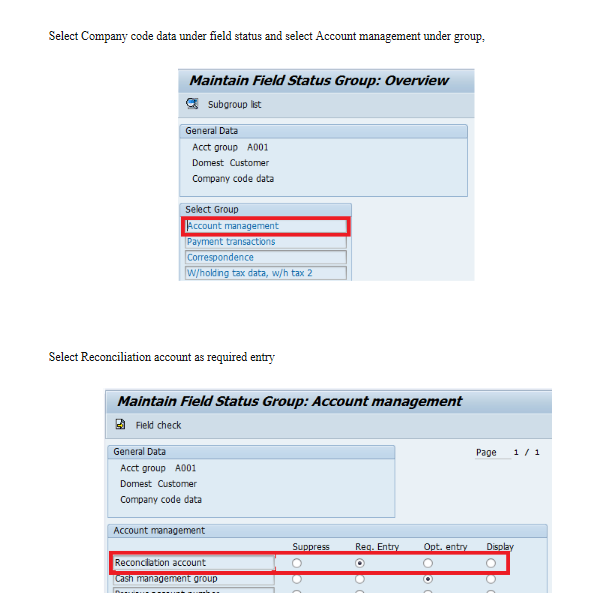 Select Company code data under field status and select Account management under group,
Maintain Field Status Group: Overview
Subgroup list
General Data
Acct group A001
Domest Customer
Company code data
Select Group
Account management
Payment transactions
Correspondence
W/holding tax data, w/h tax 2
Select Reconciliation account as required entry
Maintain Field Status Group: Account management
Field check
General Data
Page 1 / 1
Acct group A001
Domest Customer
Company code data
Account management
Suppress Req. Entry Opt. entry Display
Reconciliation account
Cash management group